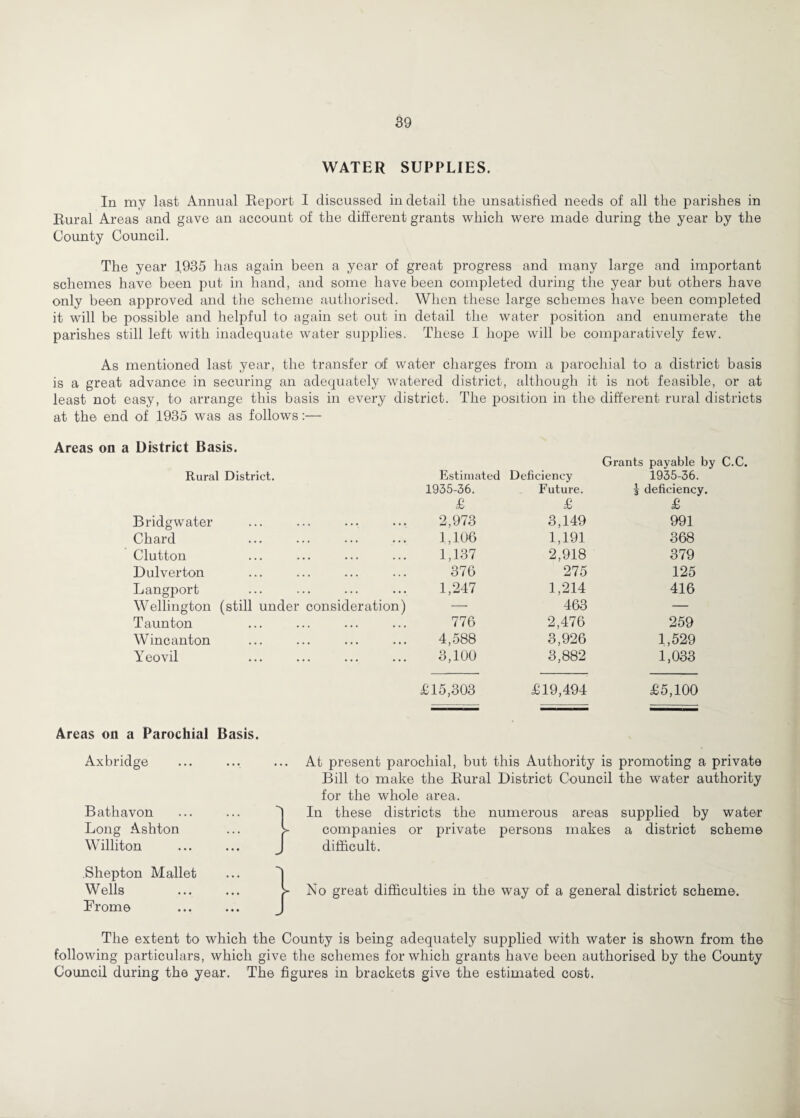 39
WATER SUPPLIES.
In my last Annual Report I discussed in detail the unsatisfied needs of all the parishes in
Rural Areas and gave an account of the different grants which were made during the year by the
County Council.
The year 1935 has again been a year of great progress and many large and important
schemes have been put in hand, and some have been completed during the year but others have
only been approved and the scheme authorised. When these large schemes have been completed
it will be possible and helpful to again set out in detail the water position and enumerate the
parishes still left with inadequate water supplies. These I hope will be comparatively few.
As mentioned last year, the transfer of water charges from a parochial to a district basis
is a great advance in securing an adequately watered district, although it is not feasible, or at
least not easy, to arrange this basis in every district. The position in the different rural districts
at the end of 1935 was as follows:—
Areas on a District Basis.
Grants payable by C.C.
Rural District. Estimated Deficiency 1935-36.
1935-36. Future. ⅓ deficiency.
£ £ £
Bridgwater ... ... ... ... 2,973 3,149 991
Chard ... ... ... ... 1,106 1,191 368
Clutton ... ... ... ... 1,137 2,918 379
Dulverton ... ... ... ... 376 275 125
Langport ... ... ... ... 1,247 1,214 416
Wellington (still under consideration) — 463 —
Taunton ... ... ... ... 776 2,476 259
Wincanton ... ... ... ... 4,588 3,926 1,529
Yeovil ... ... ... ... 3,100 3,882 1,033
£15,303 £19,494 £5,100
Areas on a Parochial Basis.
Axbridge ... ... ... At present parochial, but this Authority is promoting a private
Bill to make the Rural District Council the water authority
for the whole area.
Bathavon ... ... In these districts the numerous areas supplied by water
Long Ashton ... companies or private persons makes a district scheme
Williton ... ... difficult.
Shepton Mallet ...
Wells ... ... No great difficulties in the way of a general district scheme.
Frome ... ...
The extent to which the County is being adequately supplied with water is shown from the
following particulars, which give the schemes for which grants have been authorised by the County
Council during the year. The figures in brackets give the estimated cost.